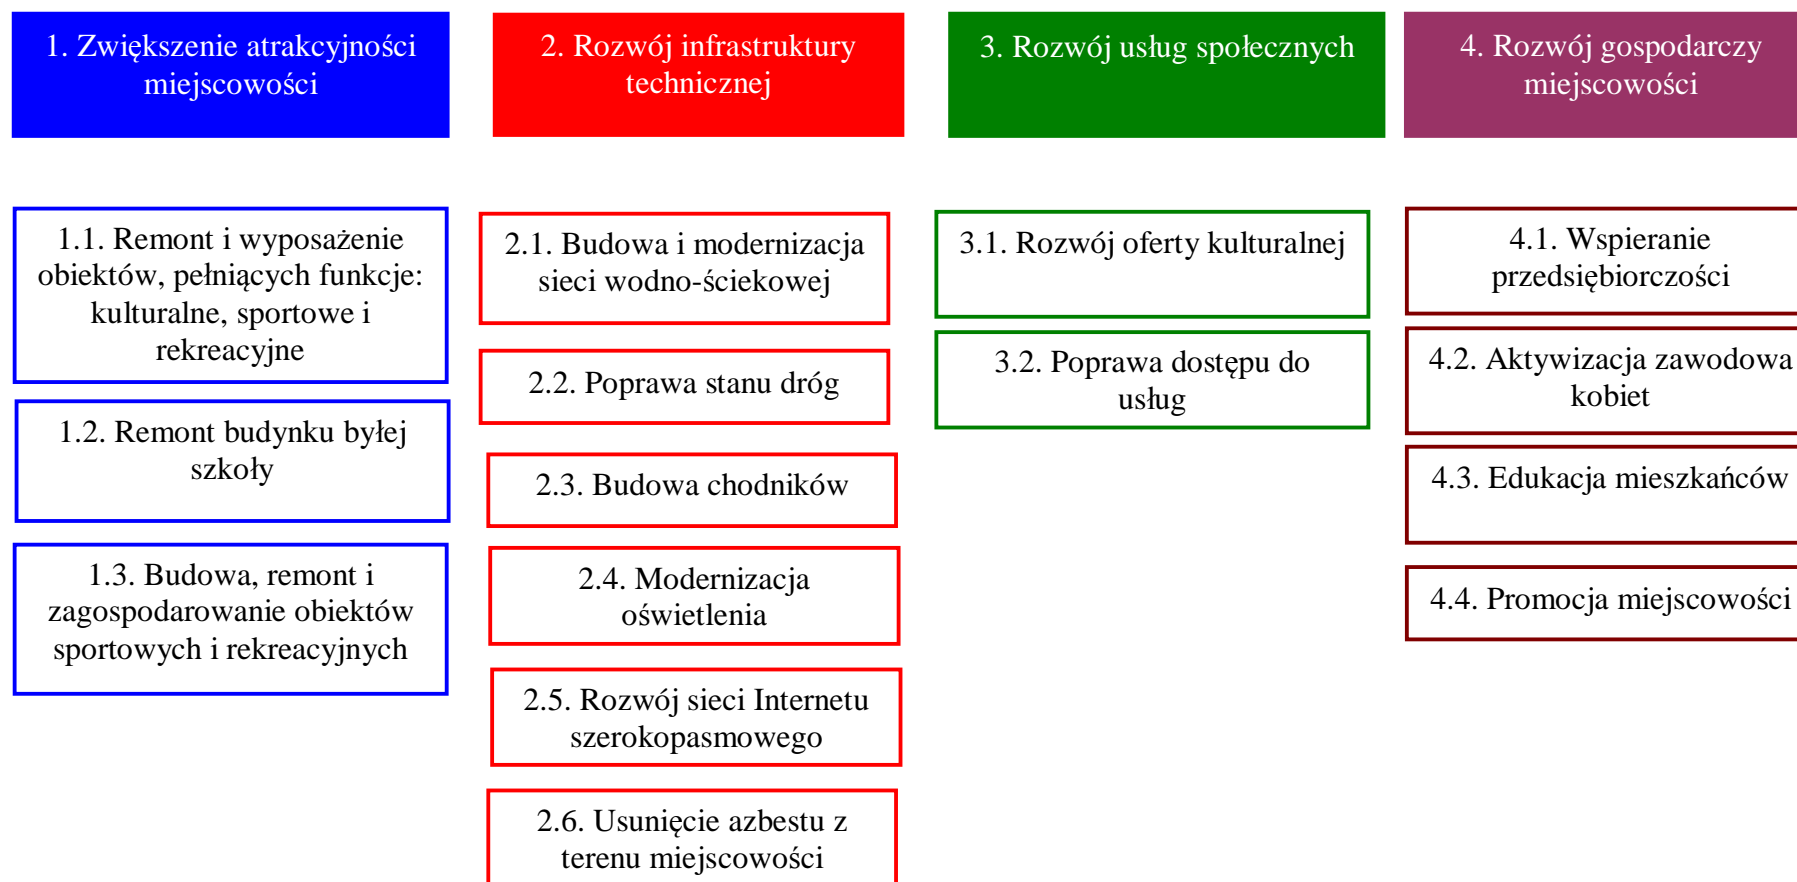 1. Zwiększenie atrakcyjności
miejscowości
2. Rozwój infrastruktury
technicznej
3. Rozwój usług społecznych
4. Rozwój gospodarczy
miejscowości
1.1. Remont i wyposażenie
obiektów, pełniących funkcje:
kulturalne, sportowe i
rekreacyjne
1.2. Remont budynku byłej
szkoły
1.3. Budowa, remont i
zagospodarowanie obiektów
sportowych i rekreacyjnych
2.1. Budowa i modernizacja
sieci wodno-ściekowej
2.2. Poprawa stanu dróg
2.3. Budowa chodników
2.4. Modernizacja
oświetlenia
2.5. Rozwój sieci Internetu
szerokopasmowego
2.6. Usunięcie azbestu z
terenu miejscowości
3.1. Rozwój oferty kulturalnej
3.2. Poprawa dostępu do
usług
4.1. Wspieranie
przedsiębiorczości
4.2. Aktywizacja zawodowa
kobiet
4.3. Edukacja mieszkańców
4.4. Promocja miejscowości